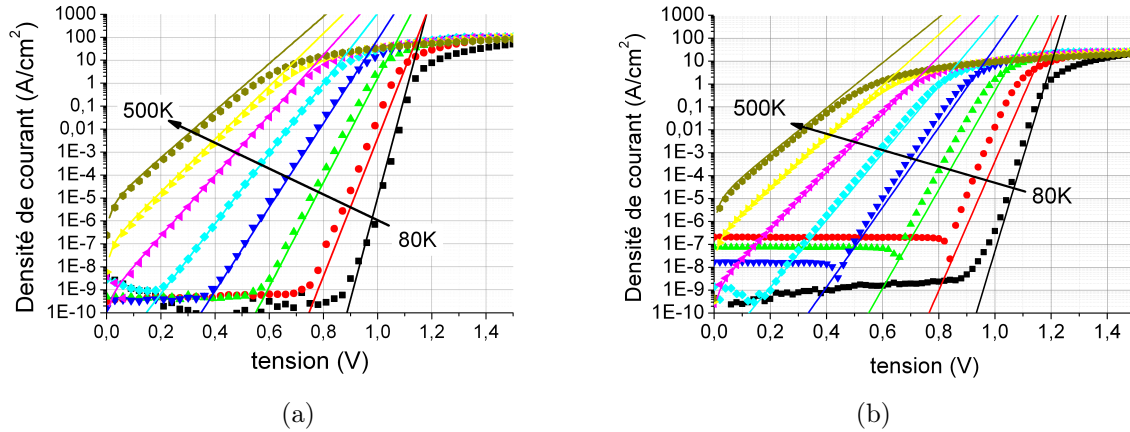 1000
100
10
1
0,1
0,01
1E-3
1E-4
1E-5
1E-6
1E-7
1E-8
1E-9
1E-10
Densité de courant (A/cm²)
500K
80K
0,0 0,2 0,4 0,6 0,8 1,0 1,2 1,4
tension (V)
(a)
1000
100
10
1
0,1
0,01
1E-3
1E-4
1E-5
1E-6
1E-7
1E-8
1E-9
1E-10
Densité de courant (A/cm²)
500K
80K
0,0 0,2 0,4 0,6 0,8 1,0 1,2 1,4
tension (V)
(b)